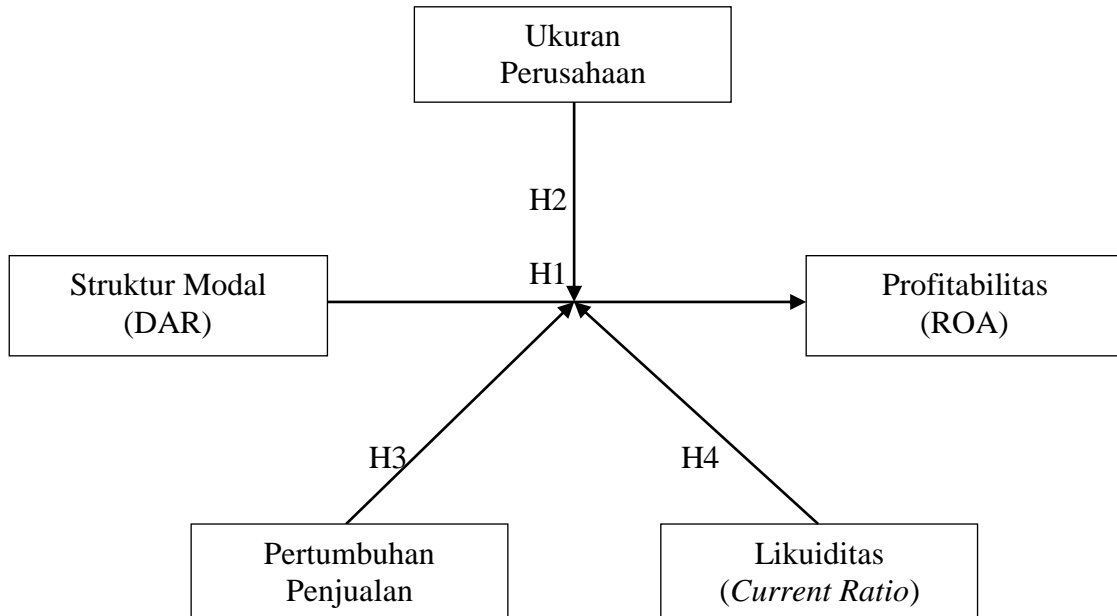 Ukuran
Perusahaan
H2
H1
Struktur Modal
(DAR)
Profitabilitas
(ROA)
H3
H4
Pertumbuhan
Penjualan
Likuiditas
(Current Ratio)